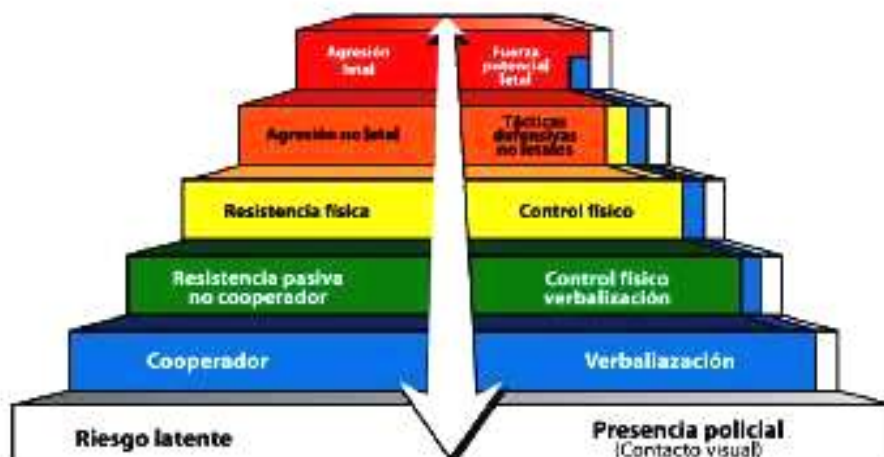 Agresión
letal
Fuerza
potencial
letal
Agresión no letal
Tácticas
defensivas
no letales
Resistencia física
Control físico
Resistencia pasiva
no cooperador
Control físico
verbalización
Cooperador
Verbaliazación
Riesgo latente
Presencia policial
(Contacto visual)